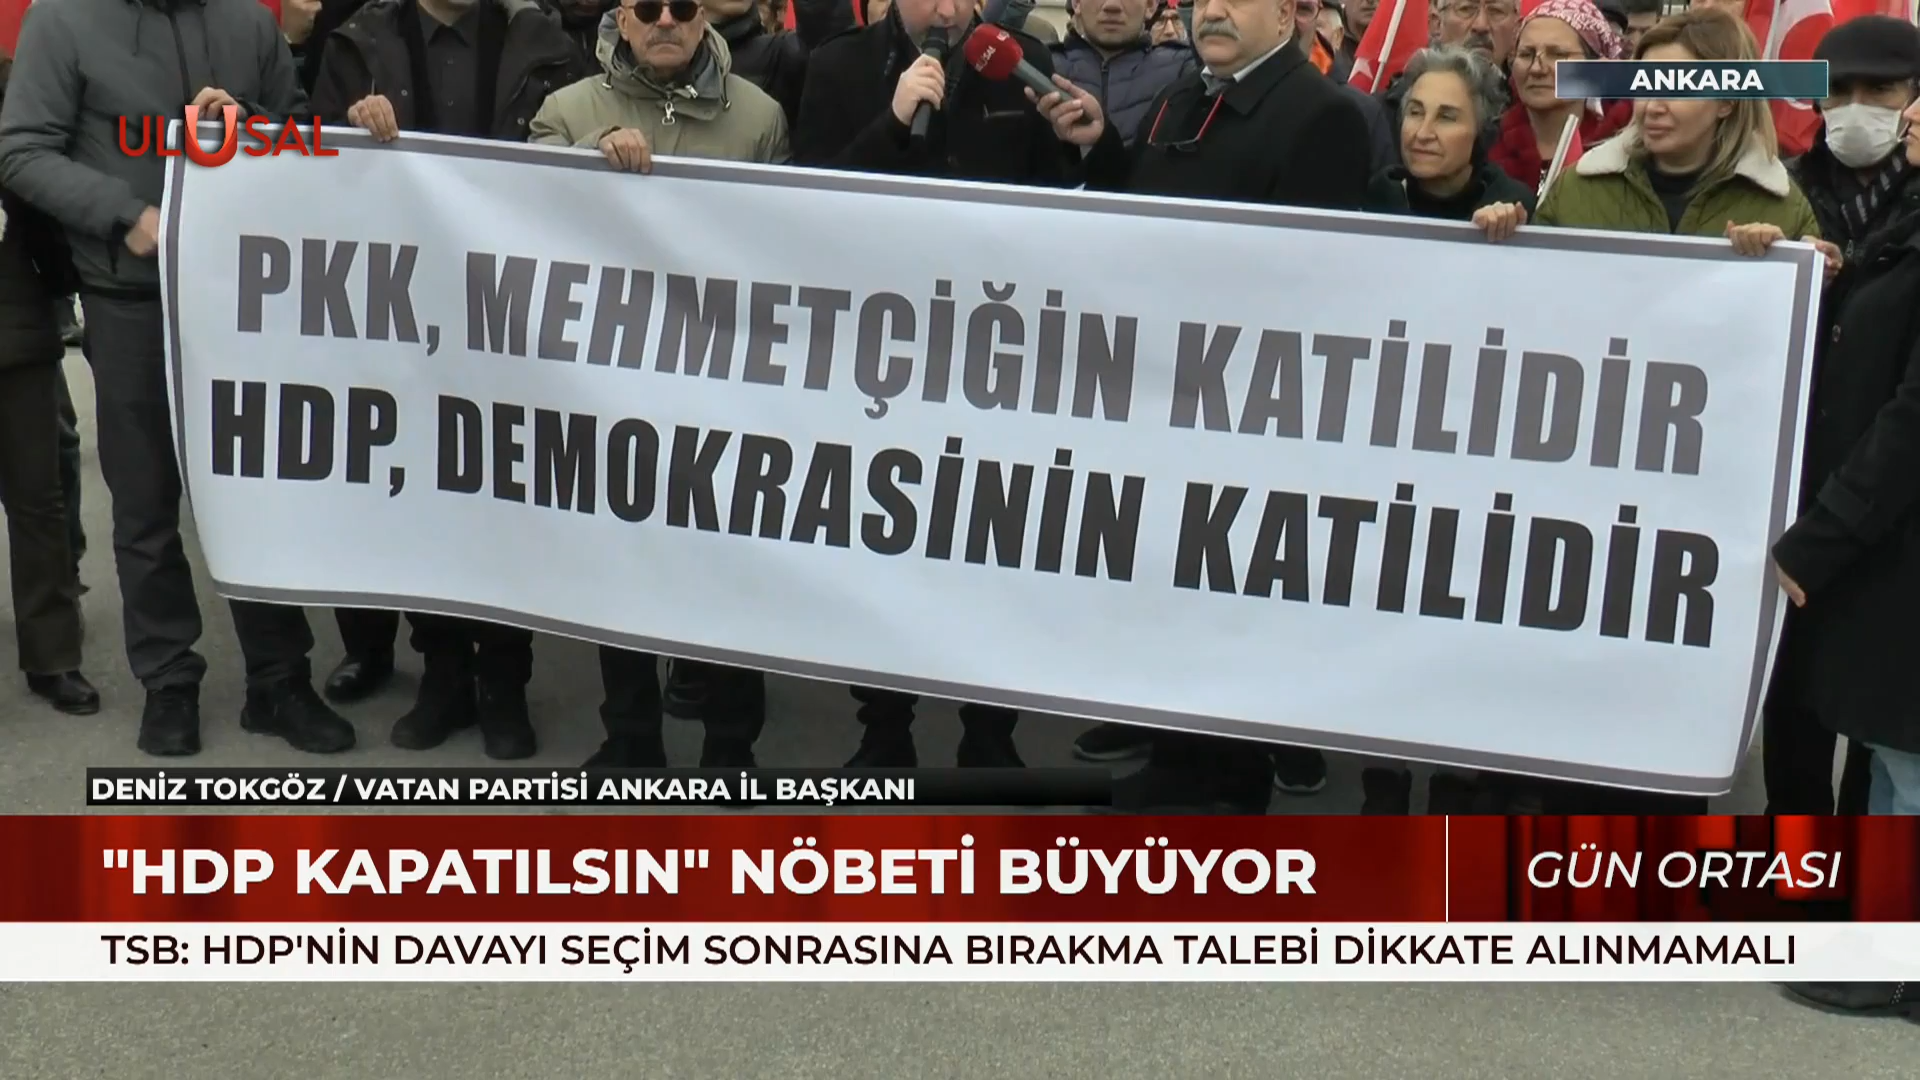 ANKARA
ULUSAL
ULUSAL
PKK, MEHMETÇİĞİN KATİLİDİR
HDP, DEMOKRASİNİN KATİLİDİR
DENİZ TOKGÖZ / VATAN PARTİSİ ANKARA İL BAŞKANI
"HDP KAPATILSIN" NÖBETİ BÜYÜYOR
GÜN ORTASI
TSB: HDP'NİN DAVAYI SEÇİM SONRASINA BIRAKMA TALEBİ DİKKATE ALINMAMALI